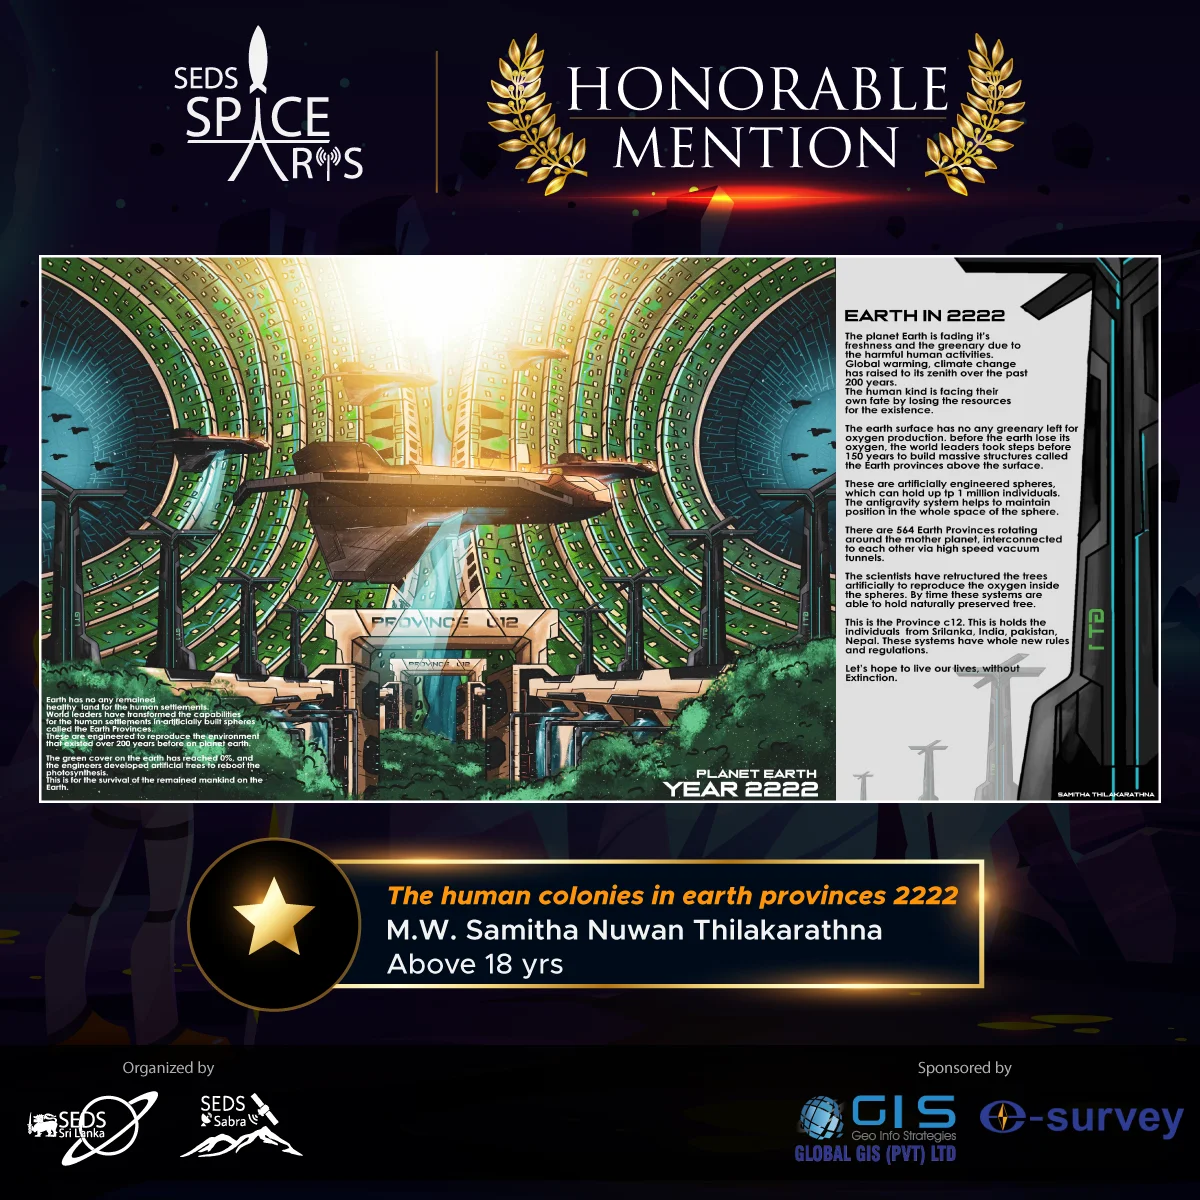 SEDS
SPACE
ARTS
HONORABLE
MENTION
PROVINCE U12
PROVINCE U12
Earth has no any remained
healthy land for the human settlements.
World leaders have transformed the capabilities
for the human settlements in artificially built spheres
called the Earth Provinces.
These are engineered to reproduce the environment
that existed over 200 years before on planet earth.
The green cover on the earth has reached 0%, and
the engineers developed artificial trees to reboot the
photosynthesis.
This is for the survival of the remained mankind on the
Earth.
PLANET EARTH
YEAR 2222
EARTH IN 2222
The planet Earth is fading it's
freshness and the greenary due to
the harmful human activities.
Global warming, climate change
has raised to its zenith over the past
200 years.
The human kind is facing their
own fate by losing the resources
for the existence.
The earth surface has no any greenary left for
oxygen production. before the earth lose its
oxygen, the world leaders took steps before
150 years to build massive structures called
the Earth provinces above the surface.
These are artificially engineered spheres,
which can hold up tp 1 million individuals.
The antigravity system helps to maintain
position in the whole space of the sphere.
There are 564 Earth Provinces rotating
around the mother planet, interconnected
to each other via high speed vacuum
tunnels.
The scientists have retructured the trees
artificially to reproduce the oxygen inside
the spheres. By time these systems are
able to hold naturally preserved tree.
This is the Province c12. This is holds the
individuals from Srilanka, India, pakistan,
Nepal. These systems have whole new rules
and regulations.
Let's hope to live our lives, without
Extinction.
SAMITHA THILAKARATHNA
The human colonies in earth provinces 2222
M.W. Samitha Nuwan Thilakarathna
Above 18 yrs
Organized by
SEDS
Sri Lanka
SEDS
Sabra
Sponsored by
GIS
Geo Info Strategies
GLOBAL GIS (PVT) LTD
e-survey